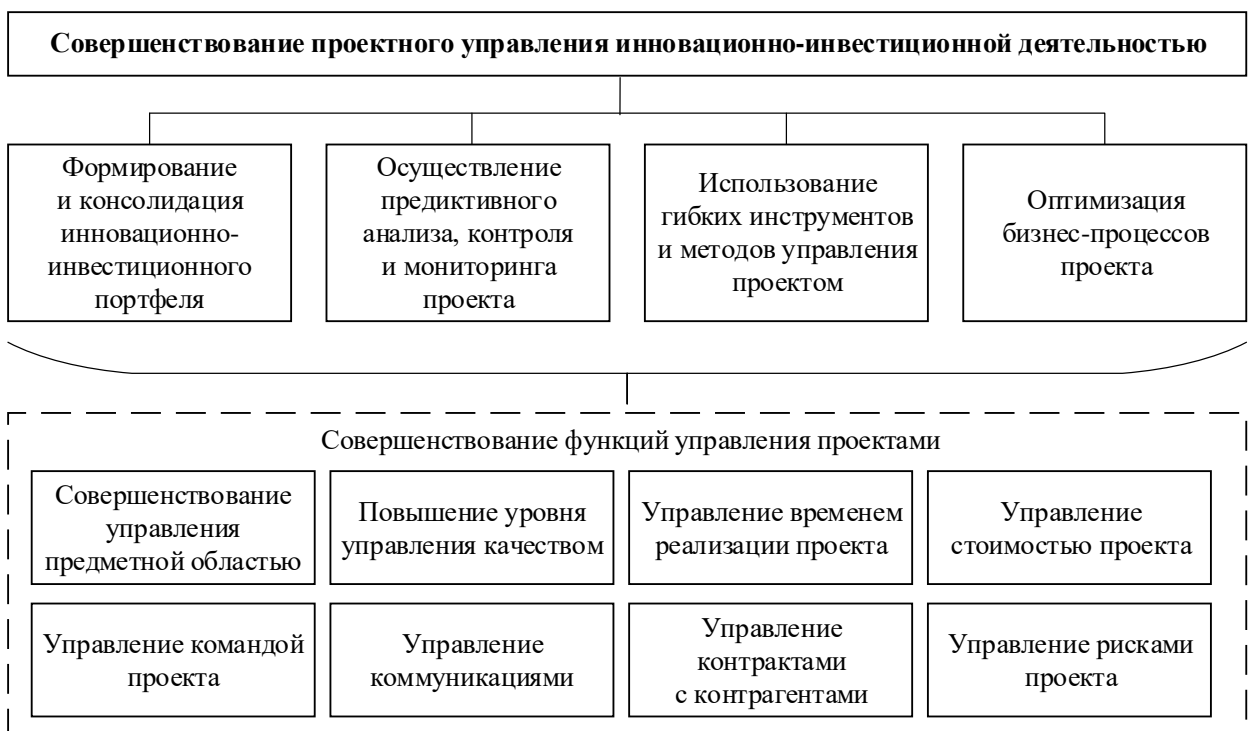 Совершенствование проектного управления инновационно-инвестиционной деятельностью
Формирование
и консолидация
инновационно-
инвестиционного
портфеля
Осуществление
предиктивного
анализа, контроля
и мониторинга
проекта
Использование
гибких инструментов
и методов управления
проектом
Оптимизация
бизнес-процессов
проекта
Совершенствование функций управления проектами
Совершенствование
управления
предметной областью
Повышение уровня
управления качеством
Управление временем
реализации проекта
Управление
стоимостью проекта
Управление командой
проекта
Управление
коммуникациями
Управление
контрактами
с контрагентами
Управление рисками
проекта